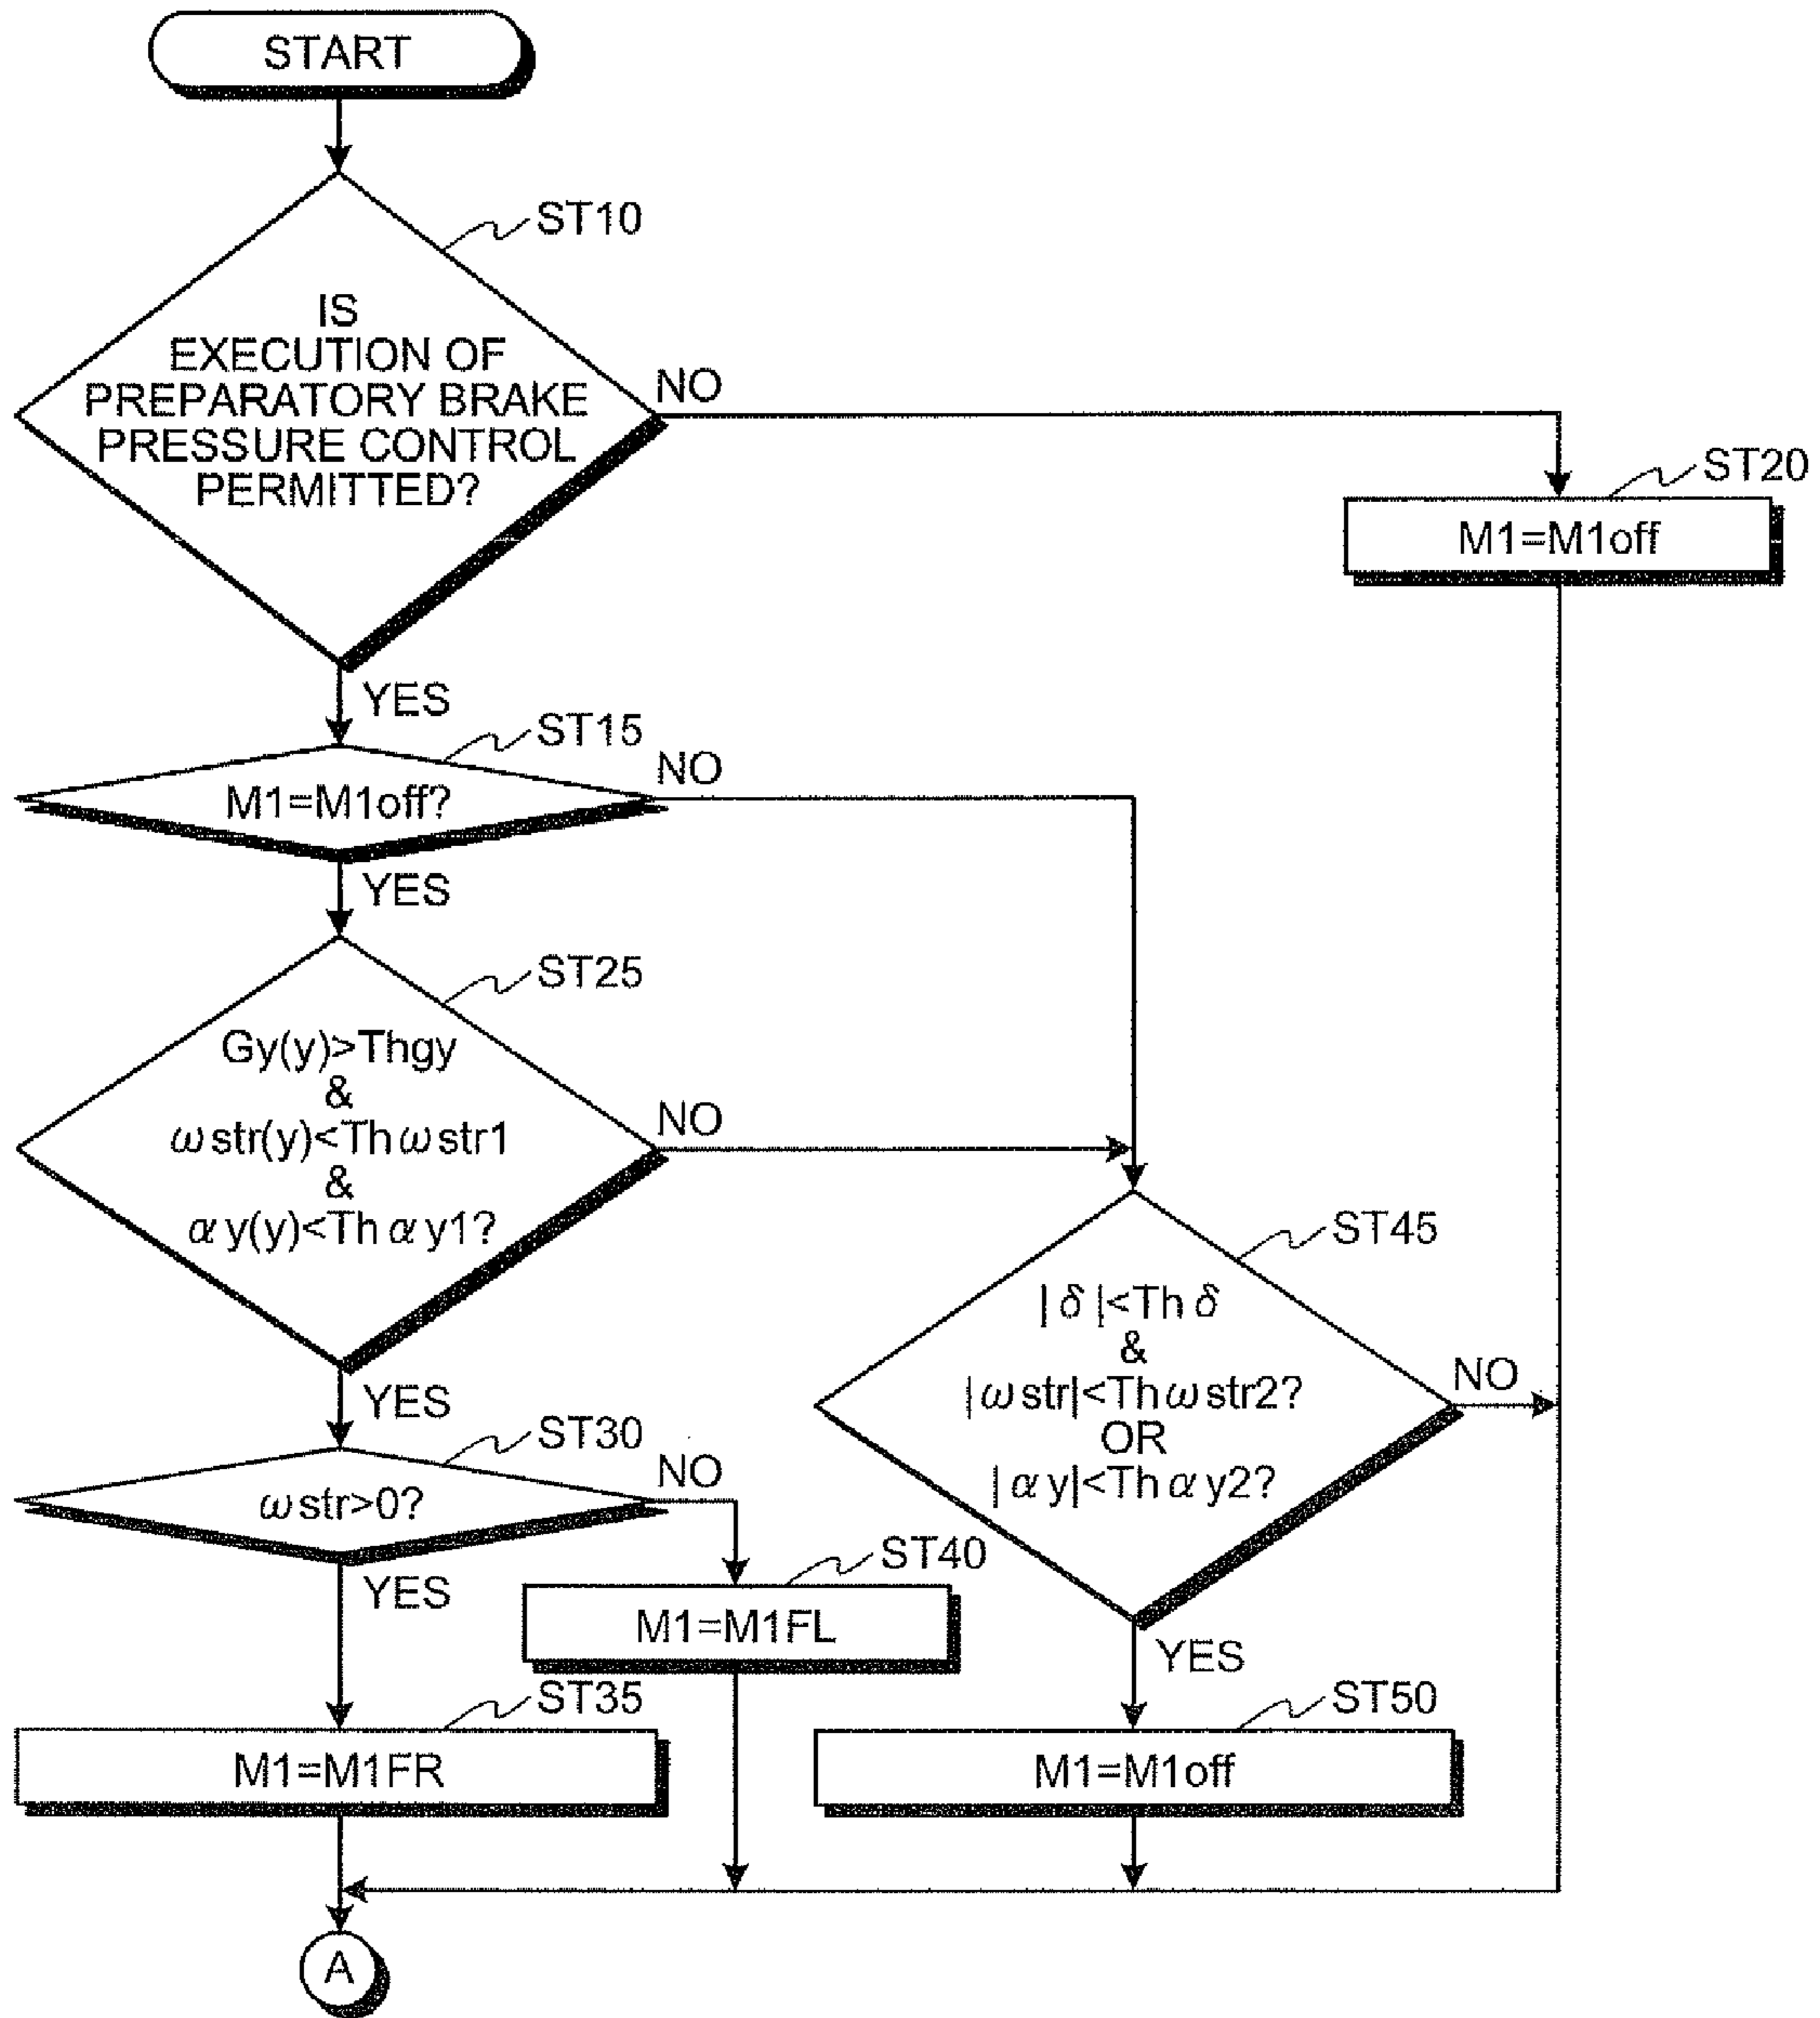 START
ST10
IS
EXECUTION OF
PREPARATORY BRAKE
PRESSURE CONTROL
PERMITTED?
NO
ST20
M1=M1off
YES
ST15
M1=M1off?
NO
YES
ST25
Gy(y)>Thgy
&
ωstr(y)<Thωstr1
&
αy(y)<Thαy1?
NO
ST45
|δ|<Thδ
&
|ωstr|<Thωstr2?
OR
|αy|<Thαy2?
NO
YES
ST30
ωstr>0?
NO
ST40
M1=M1FL
YES
YES
ST35
M1=M1FR
ST50
M1=M1off
A